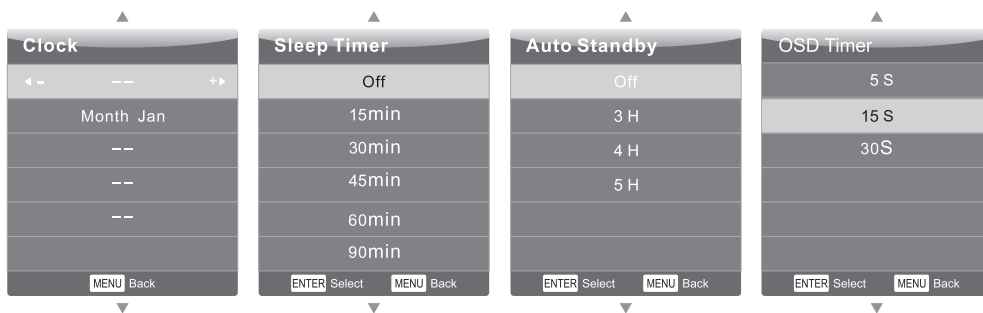 Clock
- -- +
Month Jan
--
--
--
MENU Back
Sleep Timer
Off
15min
30min
45min
60min
90min
ENTER Select MENU Back
Auto Standby
Off
3 H
4 H
5 H
ENTER Select MENU Back
OSD Timer
5 S
15 S
30S
ENTER Select MENU Back